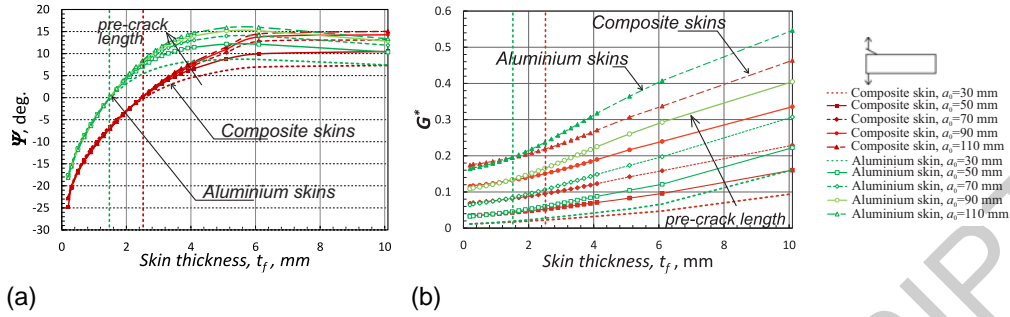 20
15
10
5
0
-5
-10
-15
-20
-25
-30
Ψ, deg.
pre-crack
length
Composite skins
Aluminium skins
0 2 4 6 8 10
Skin thickness, t_f, mm
(a)
0.6
0.5
0.4
0.3
0.2
0.1
0
G*
Composite skins
Aluminium skins
pre-crack length
0 2 4 6 8 10
Skin thickness, t_f, mm
(b)
Composite skin, a₀=30 mm
Composite skin, a₀=50 mm
Composite skin, a₀=70 mm
Composite skin, a₀=90 mm
Composite skin, a₀=110 mm
Aluminium skin, a₀=30 mm
Aluminium skin, a₀=50 mm
Aluminium skin, a₀=70 mm
Aluminium skin, a₀=90 mm
Aluminium skin, a₀=110 mm
RIPT